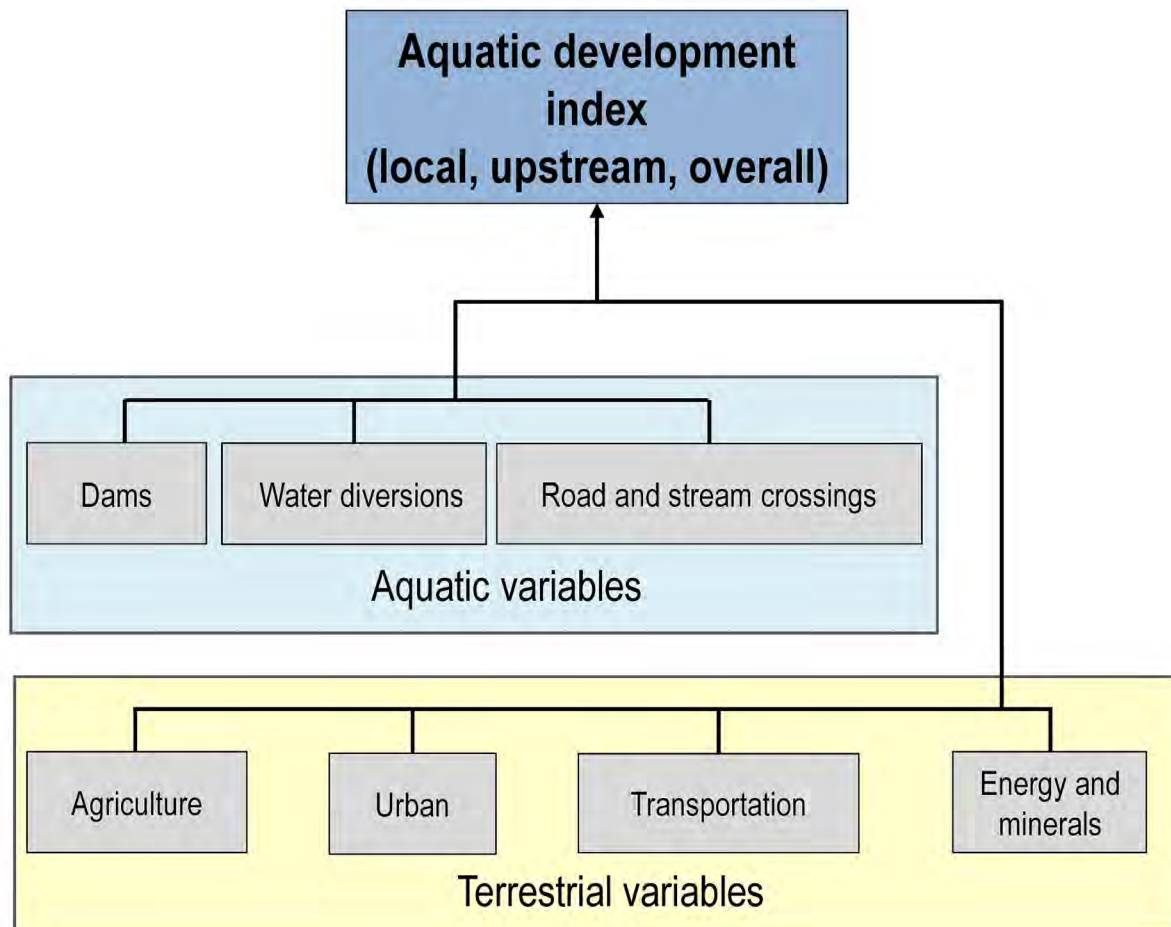 Aquatic development
index
(local, upstream, overall)
Dams
Water diversions
Road and stream crossings
Aquatic variables
Agriculture
Urban
Transportation
Energy and
minerals
Terrestrial variables